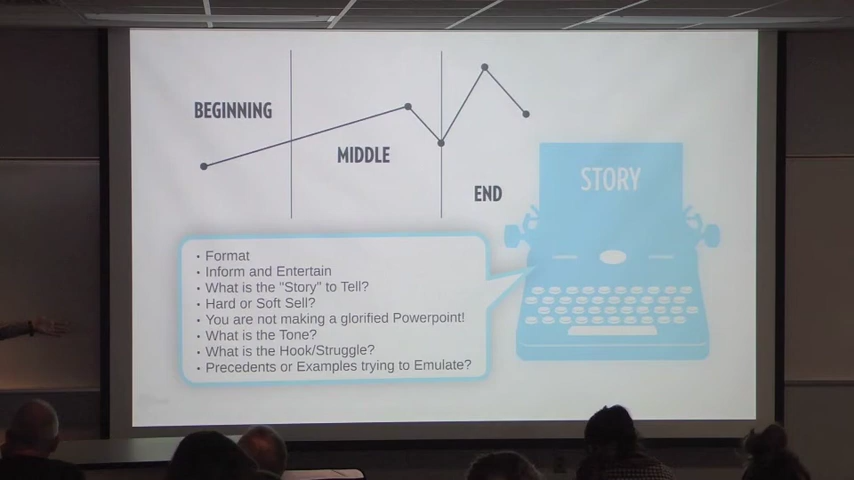 BEGINNING
MIDDLE
END
STORY
• Format
• Inform and Entertain
• What is the "Story" to Tell?
• Hard or Soft Sell?
• You are not making a glorified Powerpoint!
• What is the Tone?
• What is the Hook/Struggle?
• Precedents or Examples trying to Emulate?